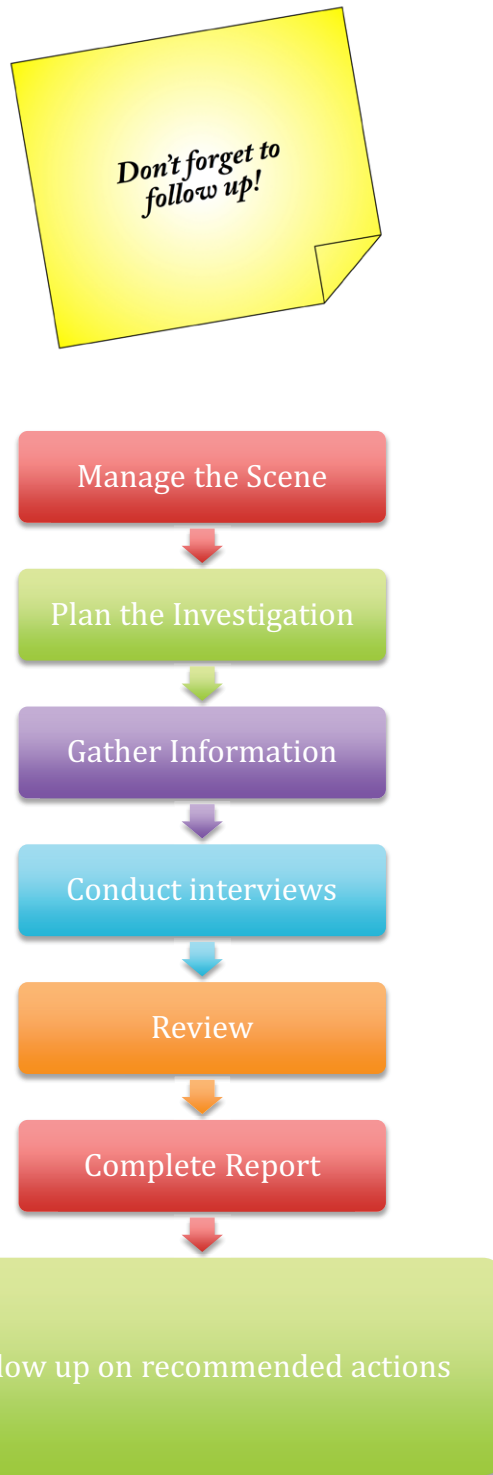 Don't forget to
follow up!
Manage the Scene
Plan the Investigation
Gather Information
Conduct interviews
Review
Complete Report
low up on recommended actions